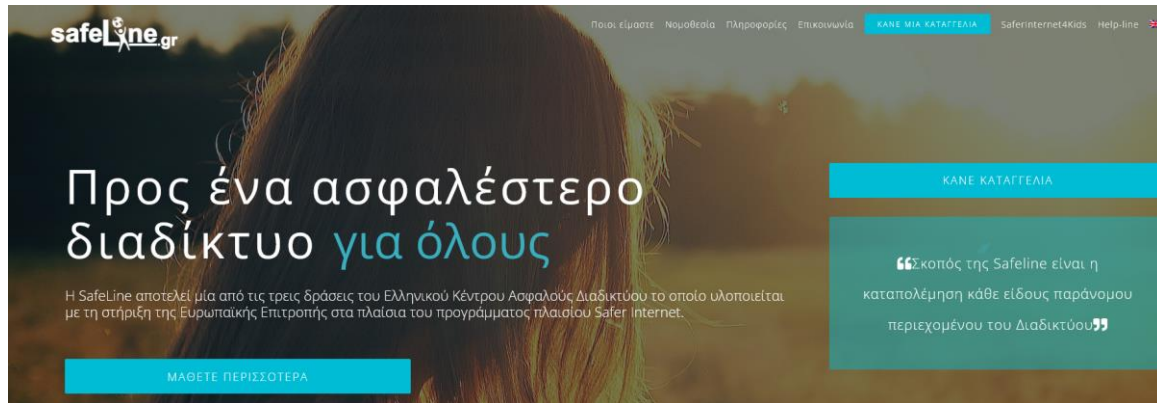 safeLine.gr
Ποιοι είμαστε Νομοθεσία Πληροφορίες Επικοινωνία ΚΑΝΕ ΜΙΑ ΚΑΤΑΓΓΕΛΙΑ SaferInternet4Kids Help-line
Προς ένα ασφαλέστερο
διαδίκτυο για όλους
Η SafeLine αποτελεί μία από τις τρεις δράσεις του Ελληνικού Κέντρου Ασφαλούς Διαδικτύου το οποίο υλοποιείται
με τη στήριξη της Ευρωπαϊκής Επιτροπής στα πλαίσια του προγράμματος πλαισίου Safer Internet.
ΜΑΘΕΤΕ ΠΕΡΙΣΣΟΤΕΡΑ
ΚΑΝΕ ΚΑΤΑΓΓΕΛΙΑ
❝Σκοπός της Safeline είναι η
καταπολέμηση κάθε είδους παράνομου
περιεχομένου του Διαδικτύου❞